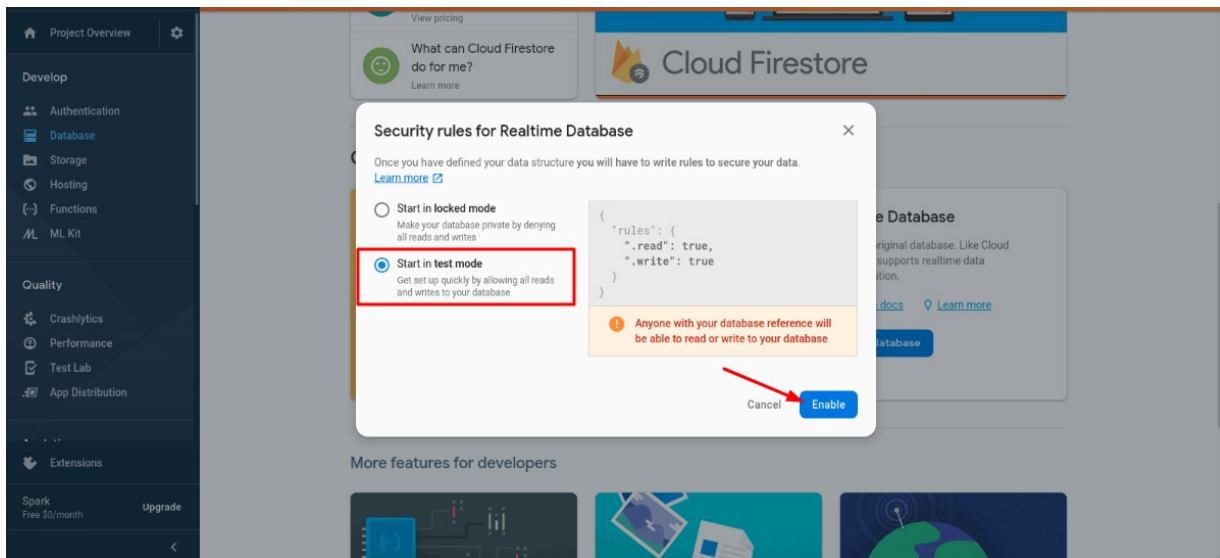 Project Overview
Develop
Authentication
Database
Storage
Hosting
Functions
ML Kit
Quality
Crashlytics
Performance
Test Lab
App Distribution
Extensions
Spark
Free $0/month
Upgrade
View pricing
What can Cloud Firestore
do for me?
Learn more
Cloud Firestore
Security rules for Realtime Database
Once you have defined your data structure you will have to write rules to secure your data.
Learn more
Start in locked mode
Make your database private by denying
all reads and writes
Start in test mode
Get set up quickly by allowing all reads
and writes to your database
{
"rules": {
".read": true,
".write": true
}
}
Anyone with your database reference will
be able to read or write to your database
Cancel
Enable
e Database
original database. Like Cloud
supports realtime data
docs
Learn more
database
More features for developers